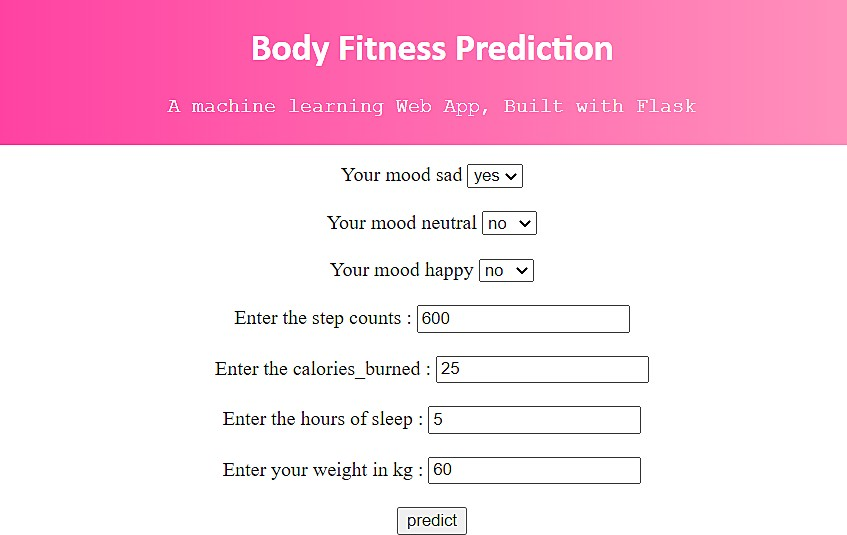 Body Fitness Prediction
A machine learning Web App, Built with Flask
Your mood sad yes
Your mood neutral no
Your mood happy no
Enter the step counts : 600
Enter the calories_burned : 25
Enter the hours of sleep : 5
Enter your weight in kg : 60
predict